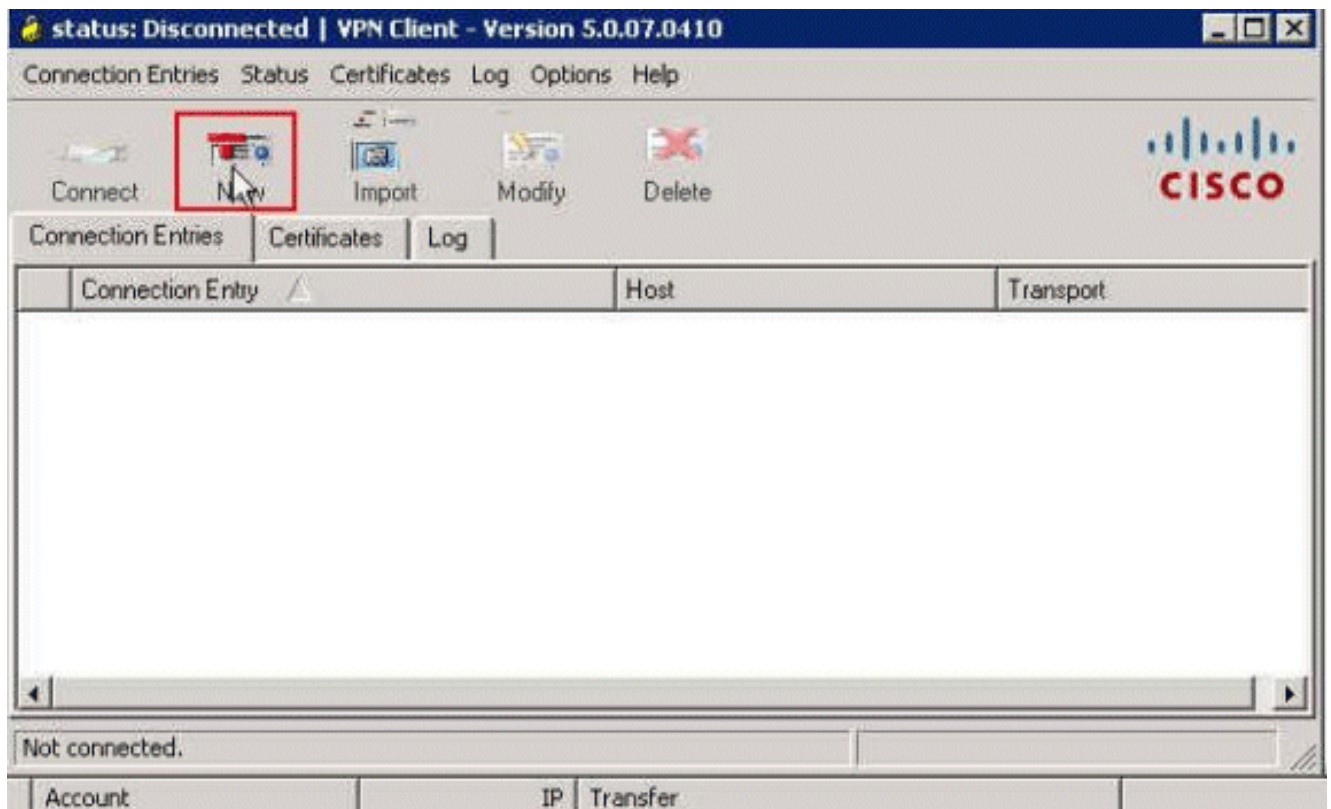 status: Disconnected | VPN Client - Version 5.0.07.0410
Connection Entries Status Certificates Log Options Help
Connect New Import Modify Delete
CISCO
Connection Entries Certificates Log
Connection Entry Host Transport
Not connected.
Account IP Transfer